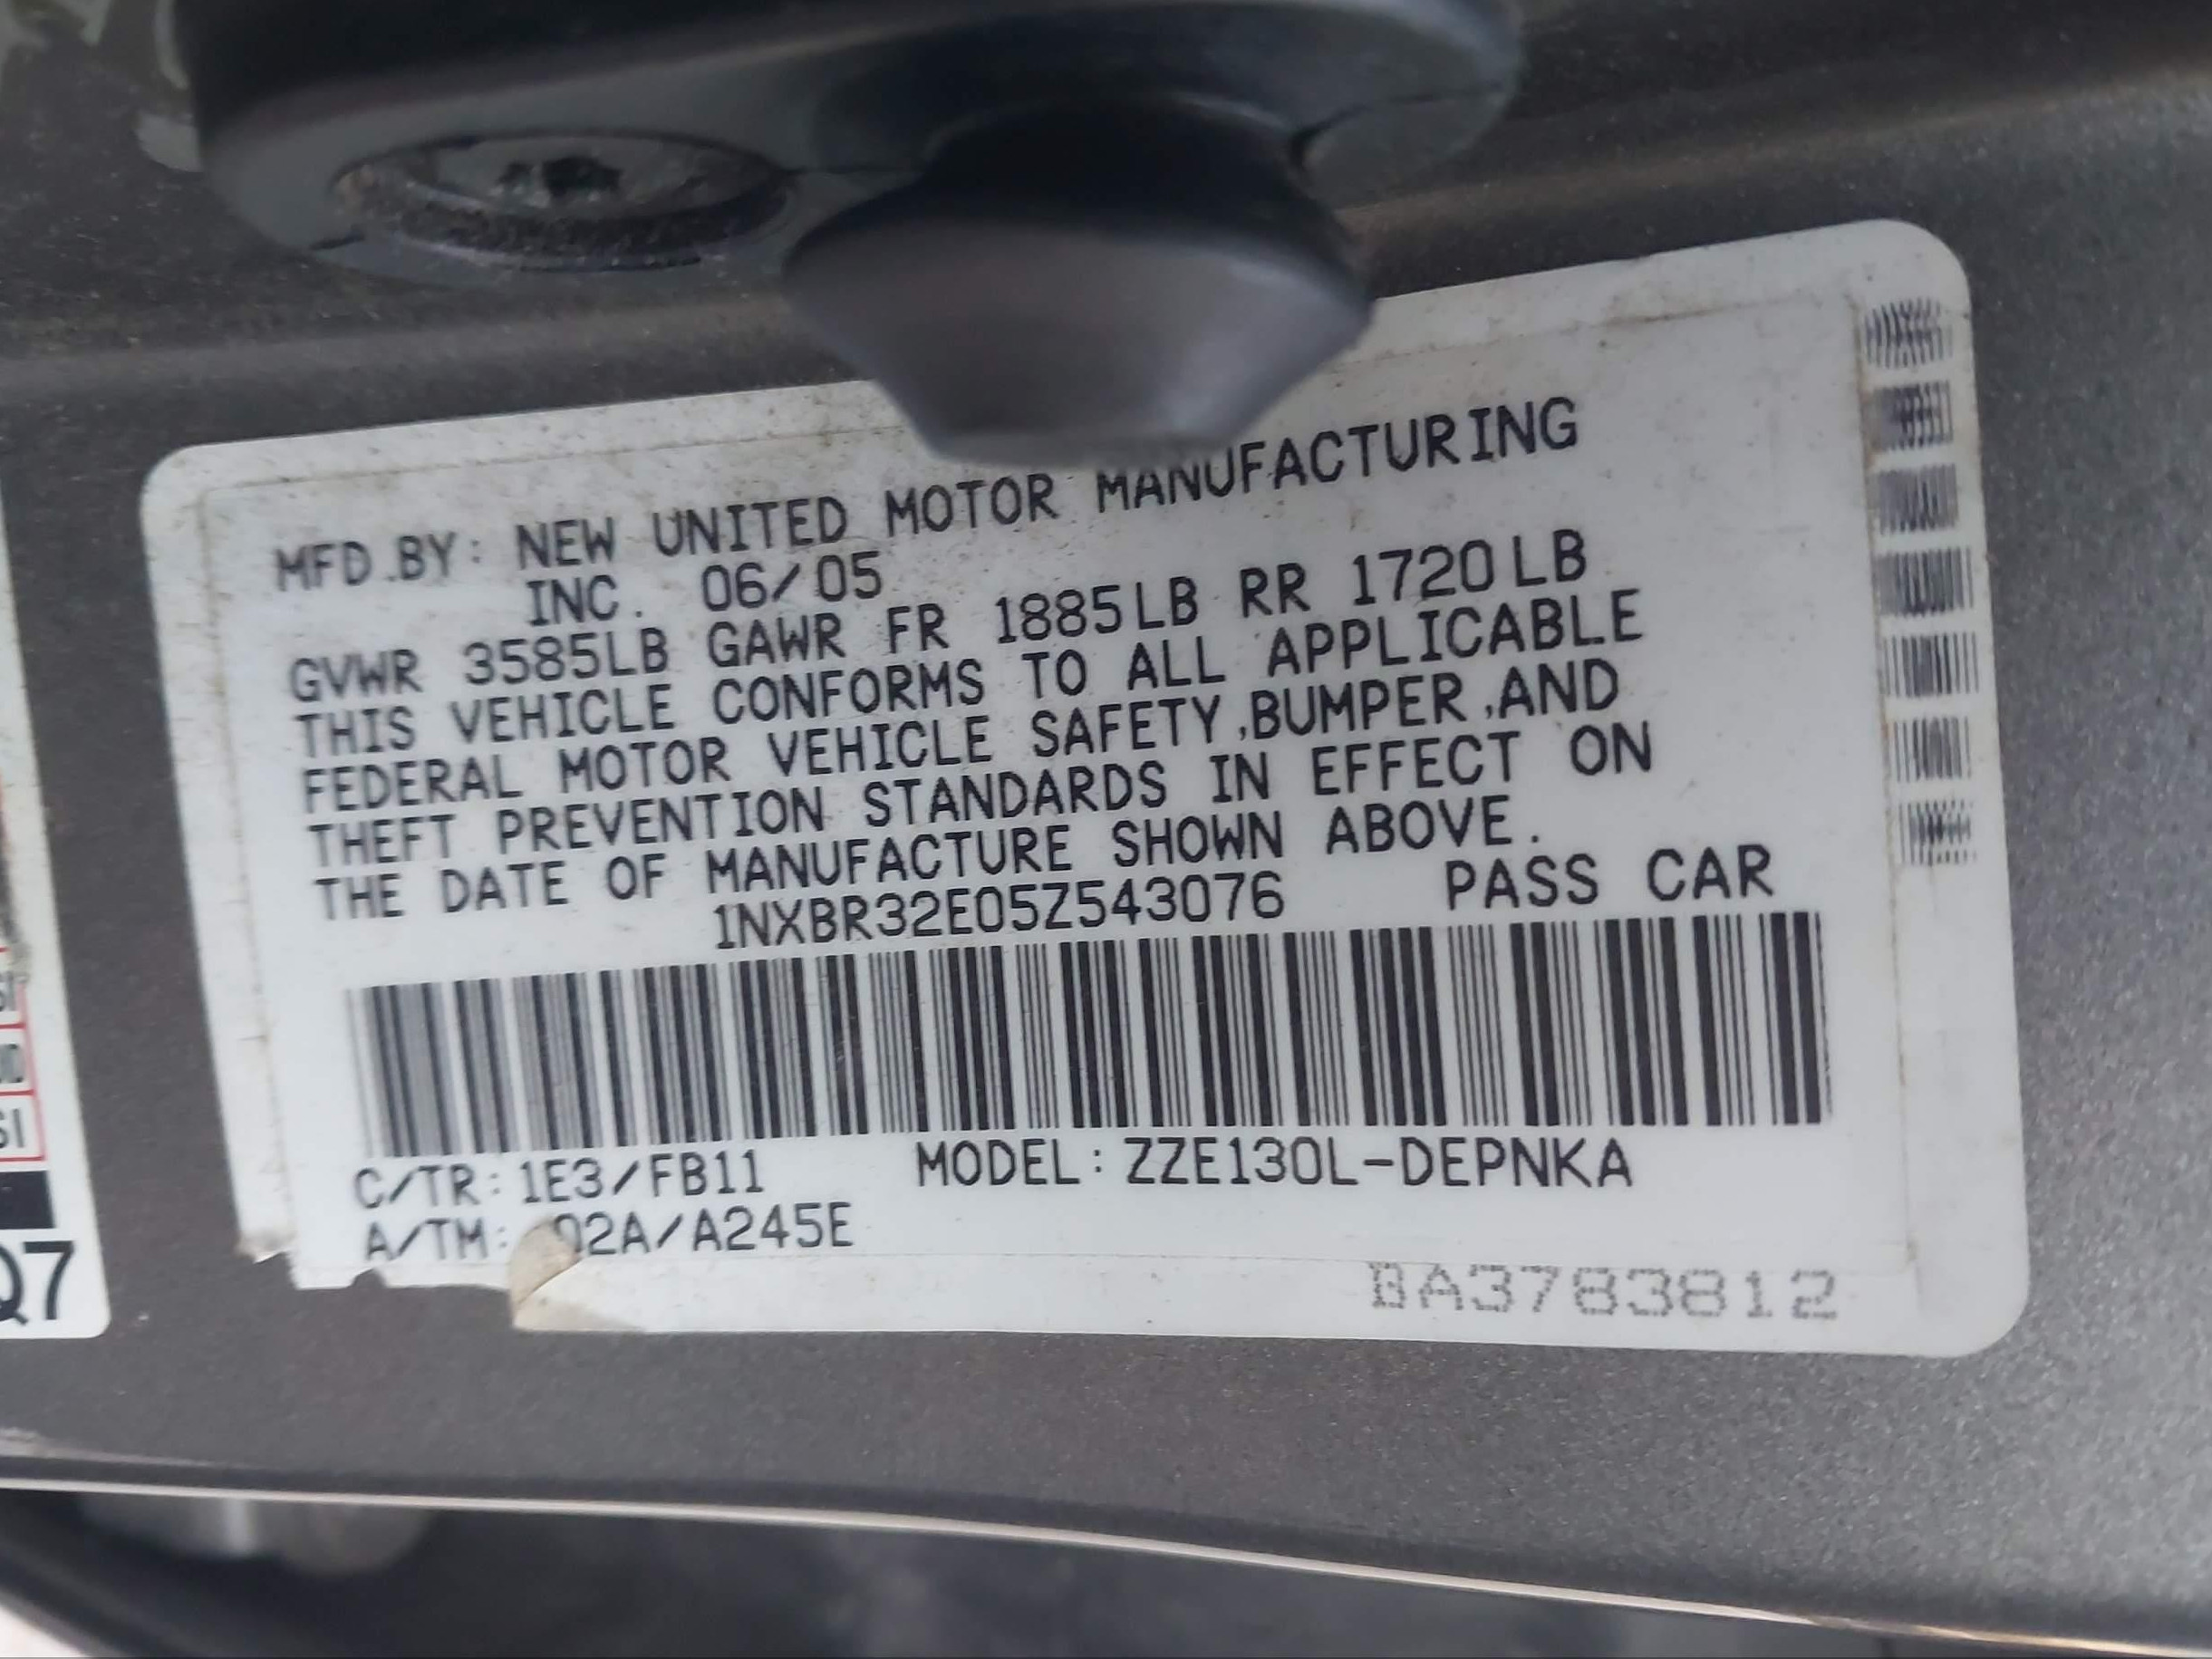 MFD.BY: NEW UNITED MOTOR MANUFACTURING
INC. 06/05
GVWR 3585LB GAWR FR 1885LB RR 1720LB
THIS VEHICLE CONFORMS TO ALL APPLICABLE
FEDERAL MOTOR VEHICLE SAFETY,BUMPER,AND
THEFT PREVENTION STANDARDS IN EFFECT ON
THE DATE OF MANUFACTURE SHOWN ABOVE.
1NXBR32E05Z543076 PASS CAR
C/TR: 1E3/FB11 MODEL: ZZE130L-DEPNKA
A/TM: 02A/A245E
BA3783812
Q7